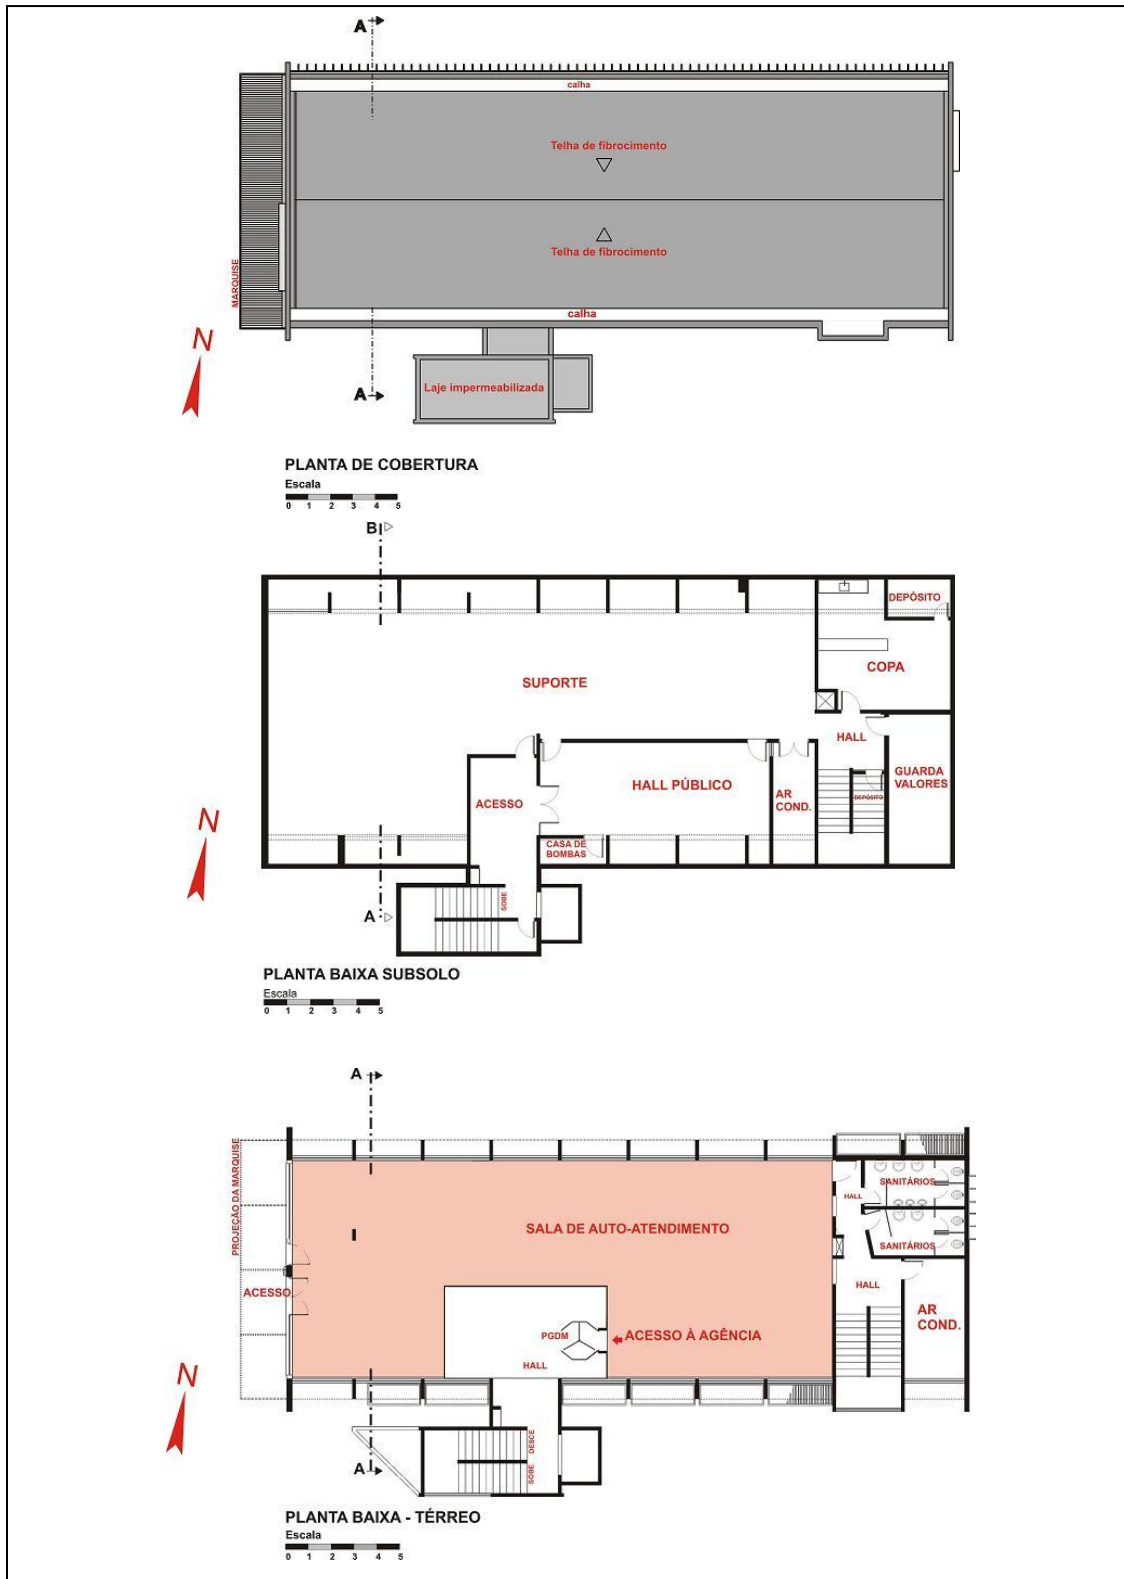 A
calha
Telha de fibrocimento
Telha de fibrocimento
MARQUISE
calha
N
A
Laje impermeabilizada
PLANTA DE COBERTURA
Escala
0 1 2 3 4 5
B
DEPÓSITO
COPA
SUPORTE
HALL
GUARDA
VALORES
HALL PÚBLICO
AR
COND.
DEPÓSITO
ACESSO
N
CASA DE
BOMBAS
SOBE
A
PLANTA BAIXA SUBSOLO
Escala
0 1 2 3 4 5
A
PROJEÇÃO DA MARQUISE
SANITÁRIOS
HALL
SALA DE AUTO-ATENDIMENTO
SANITÁRIOS
ACESSO
HALL
AR
COND.
PGDM
ACESSO À AGÊNCIA
HALL
N
DESCE
SOBE
A
PLANTA BAIXA - TÉRREO
Escala
0 1 2 3 4 5